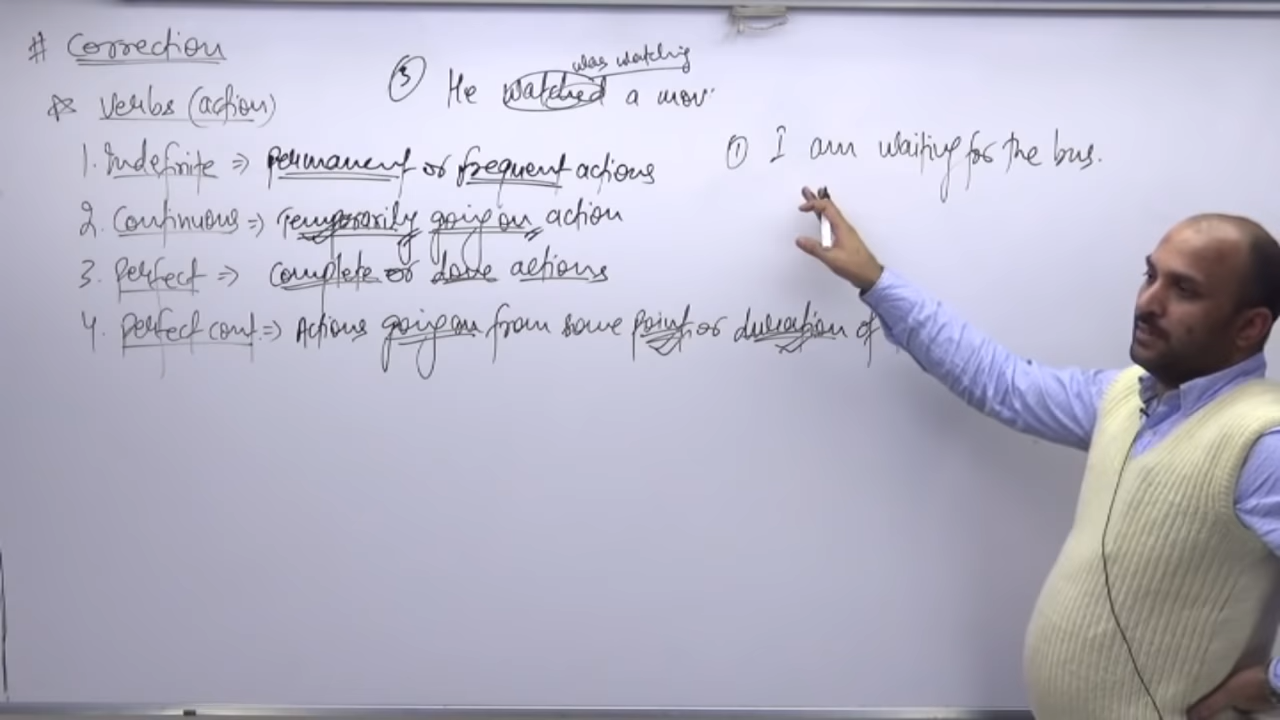 # Correction
verbs (action)
1. Indefinite => Permanent or frequent actions
2. Continuous => Temporarily going on action
3. Perfect => complete or done actions
4. Perfect cont. => Actions going on from some point or duration of
③ He watched a mov
was watching
① I am waiting for the bus.